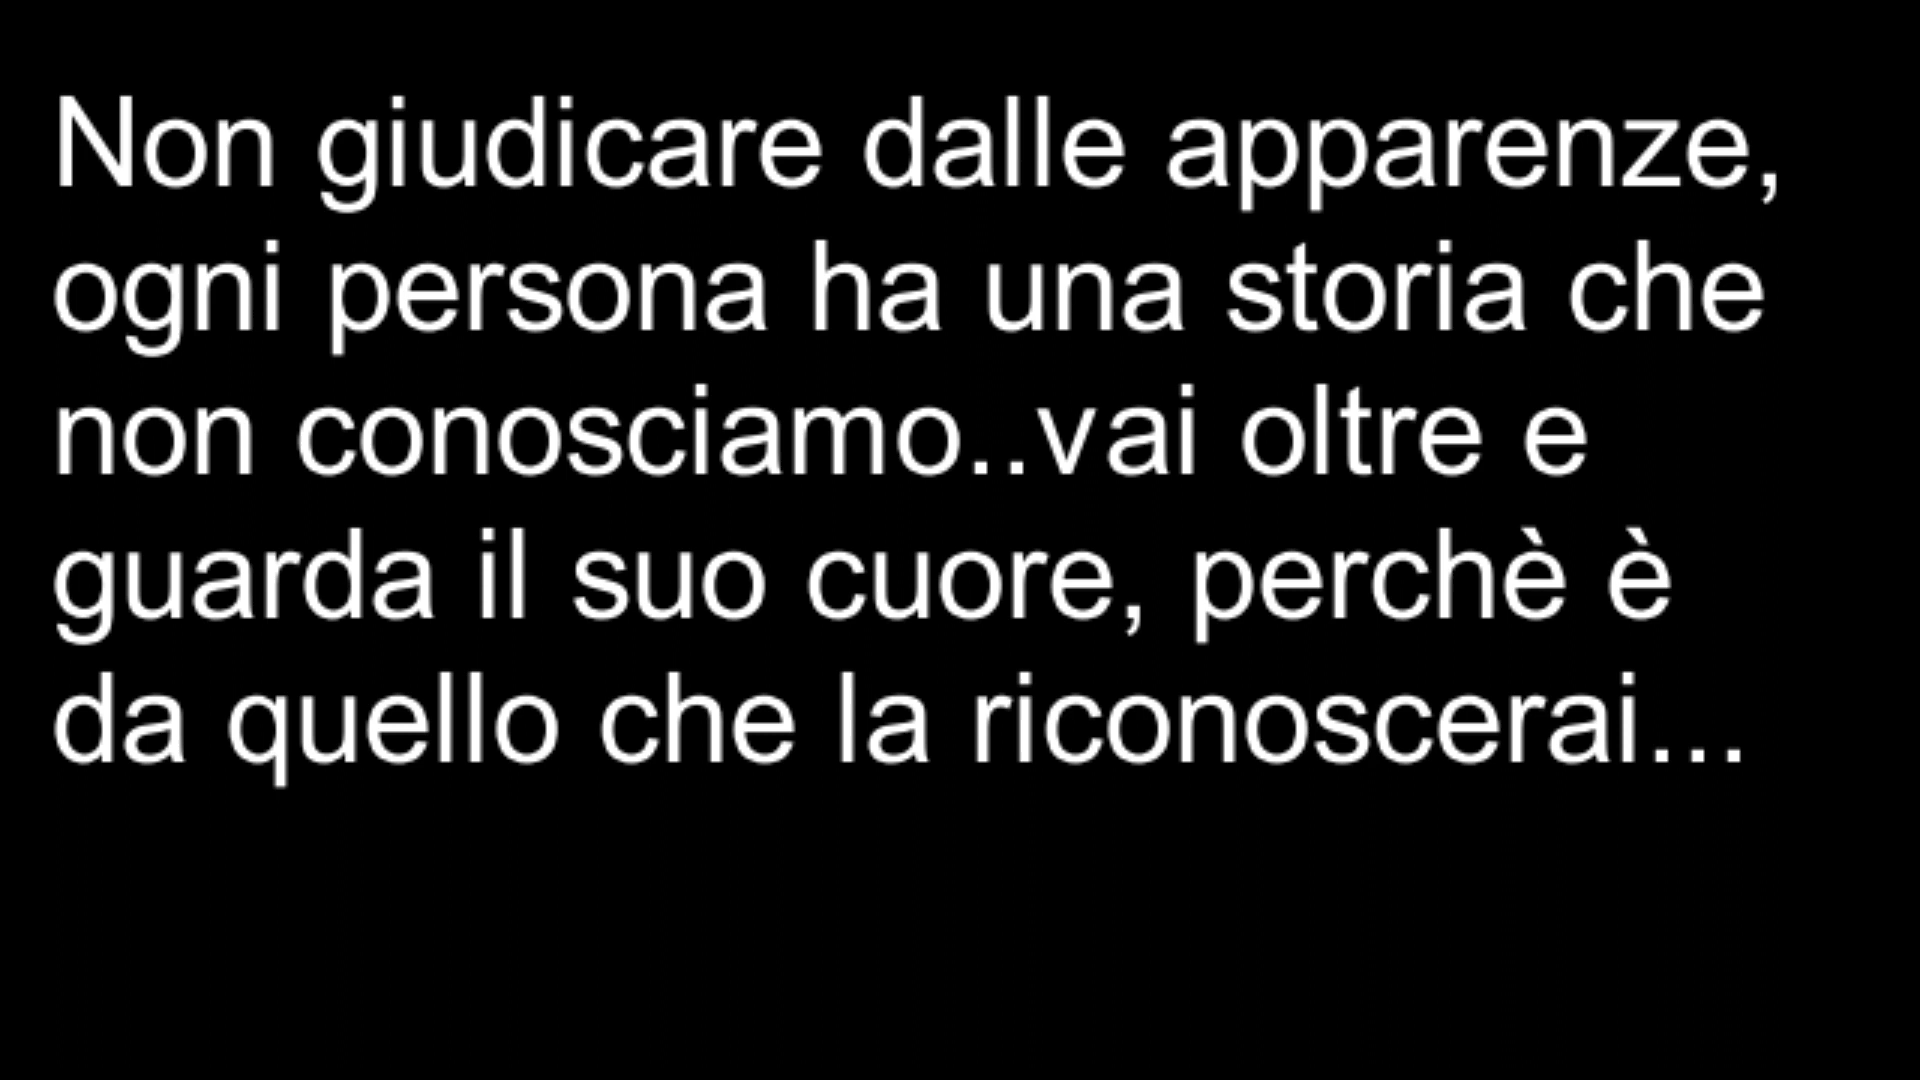 Non giudicare dalle apparenze,
ogni persona ha una storia che
non conosciamo..vai oltre e
guarda il suo cuore, perchè è
da quello che la riconoscerai...